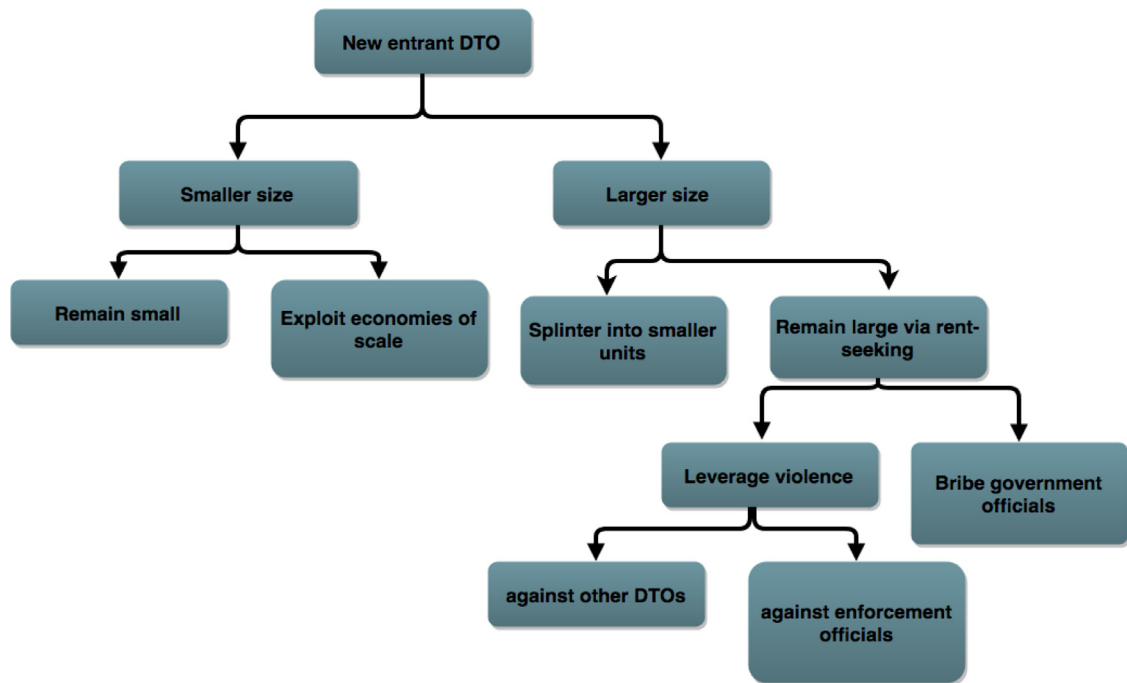 New entrant DTO
Smaller size
Larger size
Remain small
Exploit economies of
scale
Splinter into smaller
units
Remain large via rent-
seeking
Leverage violence
Bribe government
officials
against other DTOs
against enforcement
officials